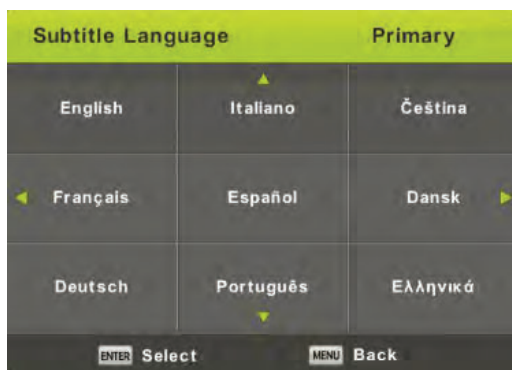 Subtitle Language Primary
English Italiano Čeština
Français Español Dansk
Deutsch Português Ελληνικά
ENTER Select MENU Back